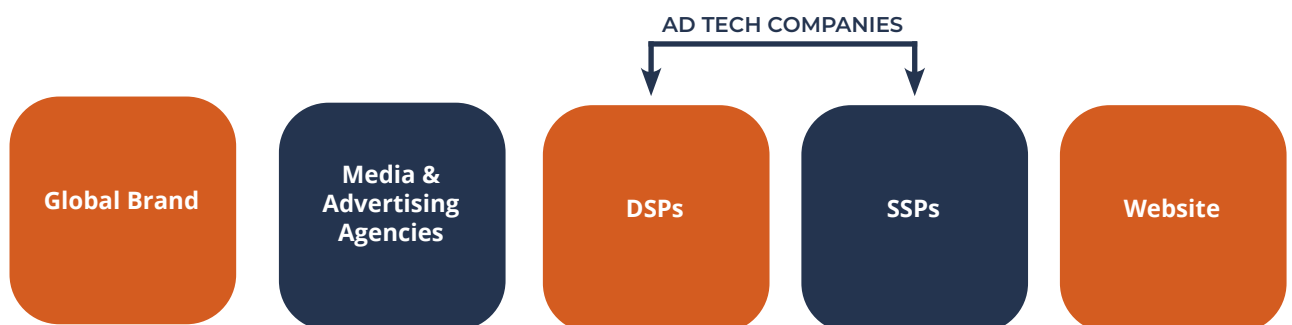 AD TECH COMPANIES
Global Brand
Media &
Advertising
Agencies
DSPs
SSPs
Website